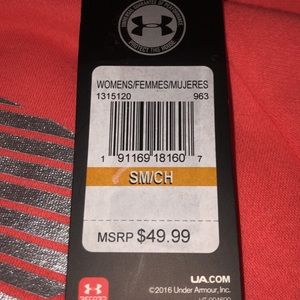 PROTECT THIS HOUSE
WOMENS/FEMMES/MUJERES
1315120 963
1 91169 18160 7
SM/CH
MSRP $49.99
UA.COM
©2016 Under Armour, Inc.